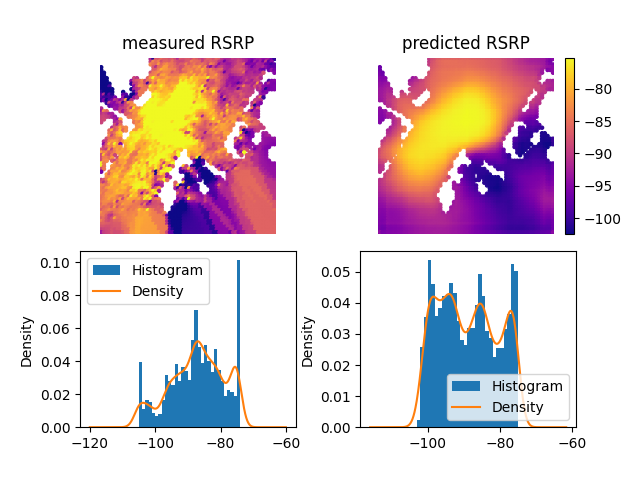 measured RSRP
predicted RSRP
−80
−85
−90
−95
−100
Density
0.10
0.08
0.06
0.04
0.02
0.00
Histogram
Density
−120 −100 −80 −60
Density
0.05
0.04
0.03
0.02
0.01
0.00
Histogram
Density
−100 −80 −60